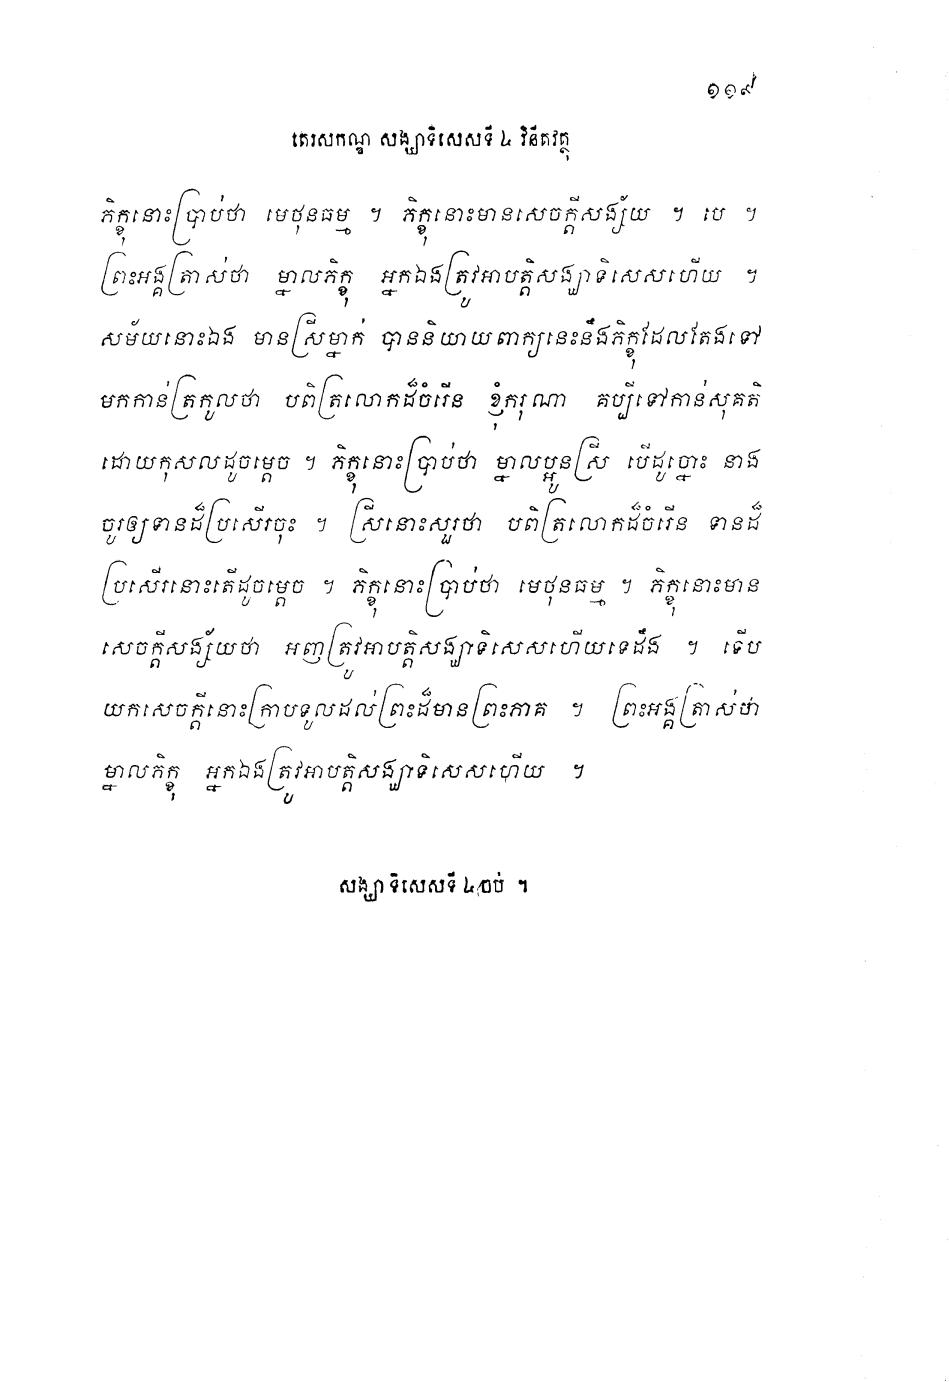 ១១៩
តេរសកណ្ឌ សង្ឃាទិសេសទី ៤ វិនីតវត្ថុ
ភិក្ខុនោះប្រាប់ថា មេថុនធម្ម ។ ភិក្ខុនោះមានសេចក្តីសង្ស័យ ។ បេ ។
ព្រះអង្គត្រាស់ថា ម្នាលភិក្ខុ អ្នកឯងត្រូវអាបត្តិសង្ឃាទិសេសហើយ ។
សម័យនោះឯង មានស្រីម្នាក់ បាននិយាយពាក្យនេះនឹងភិក្ខុដែលតែងទៅ
មកកាន់ត្រកូលថា បពិត្រលោកដ៏ចំរើន ខ្ញុំករុណា គប្បីទៅកាន់សុគតិ
ដោយកុសលដូចម្តេច ។ ភិក្ខុនោះប្រាប់ថា ម្នាលប្អូនស្រី បើដូច្នោះ នាង
ចូរឲ្យទានដ៏ប្រសើរចុះ ។ ស្រីនោះសួរថា បពិត្រលោកដ៏ចំរើន ទានដ៏
ប្រសើរនោះតើដូចម្តេច ។ ភិក្ខុនោះប្រាប់ថា មេថុនធម្ម ។ ភិក្ខុនោះមាន
សេចក្តីសង្ស័យថា អញត្រូវអាបត្តិសង្ឃាទិសេសហើយទេដឹង ។ ទើប
យកសេចក្តីនោះក្រាបទូលដល់ព្រះដ៏មានព្រះភាគ ។ ព្រះអង្គត្រាស់ថា
ម្នាលភិក្ខុ អ្នកឯងត្រូវអាបត្តិសង្ឃាទិសេសហើយ ។
សង្ឃាទិសេសទី ៤ ចប់ ។